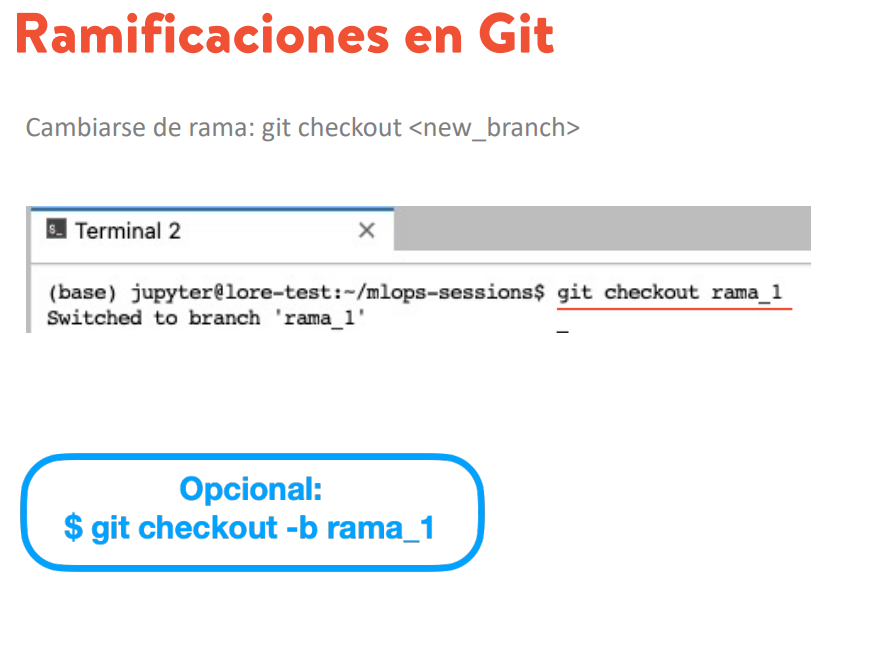 Ramificaciones en Git
Cambiarse de rama: git checkout <new_branch>
Terminal 2
(base) jupyter@lore-test:~/mlops-sessions$ git checkout rama_1
Switched to branch 'rama_1'
Opcional:
$ git checkout -b rama_1